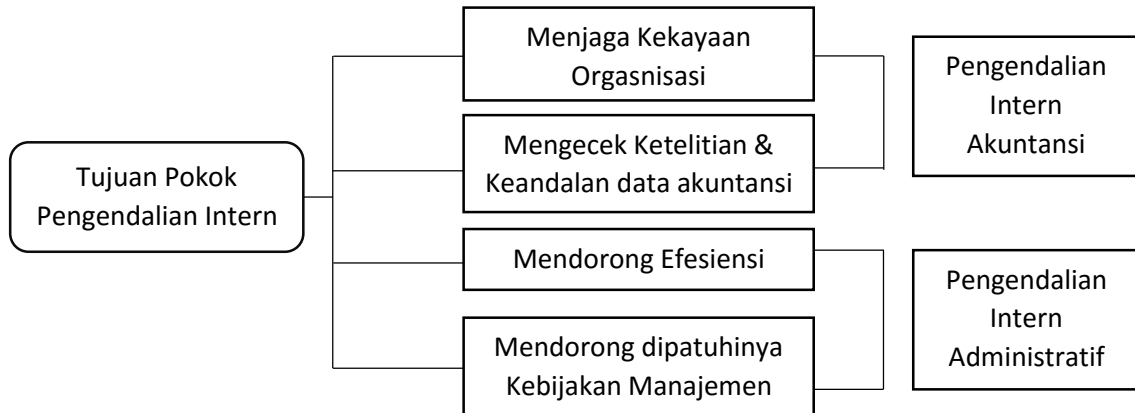 Tujuan Pokok
Pengendalian Intern
Menjaga Kekayaan
Orgasnisasi
Mengecek Ketelitian &
Keandalan data akuntansi
Mendorong Efesiensi
Mendorong dipatuhinya
Kebijakan Manajemen
Pengendalian
Intern
Akuntansi
Pengendalian
Intern
Administratif